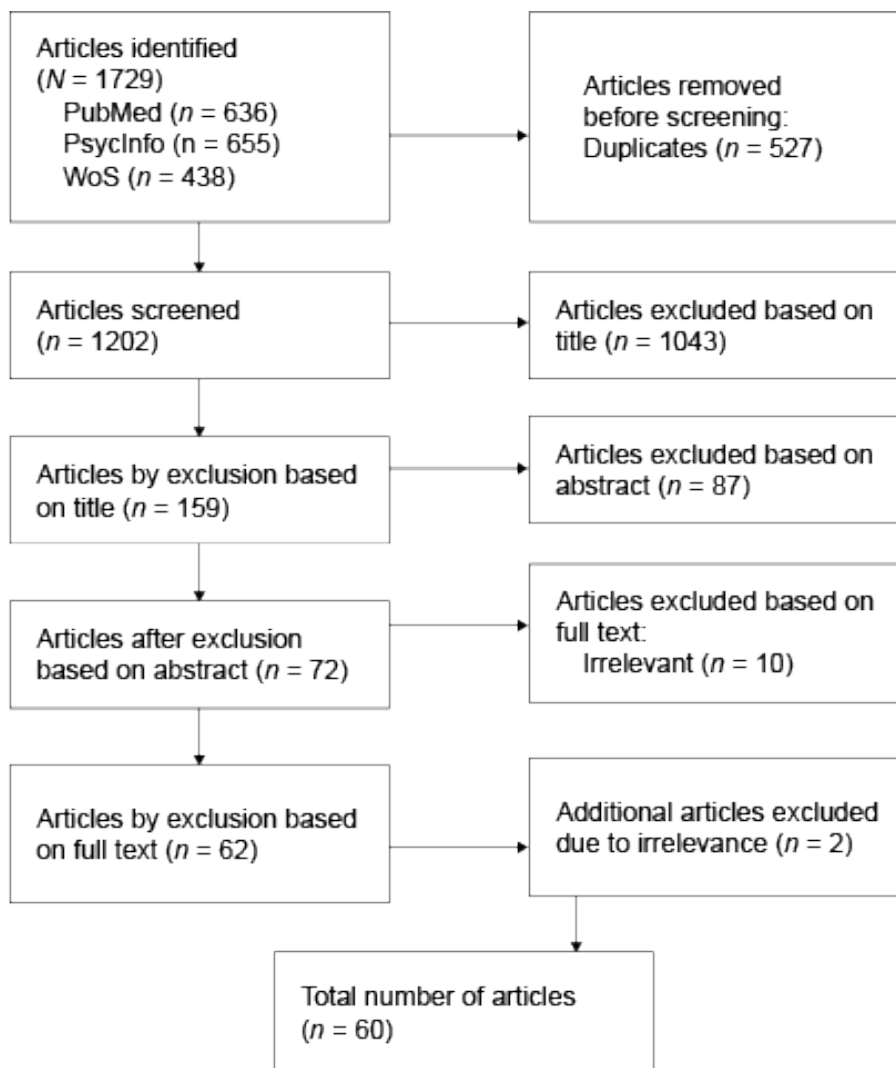 Articles identified
(N = 1729)
PubMed (n = 636)
PsycInfo (n = 655)
WoS (n = 438)
Articles removed
before screening:
Duplicates (n = 527)
Articles screened
(n = 1202)
Articles excluded based on
title (n = 1043)
Articles by exclusion based
on title (n = 159)
Articles excluded based on
abstract (n = 87)
Articles after exclusion
based on abstract (n = 72)
Articles excluded based on
full text:
Irrelevant (n = 10)
Articles by exclusion based
on full text (n = 62)
Additional articles excluded
due to irrelevance (n = 2)
Total number of articles
(n = 60)